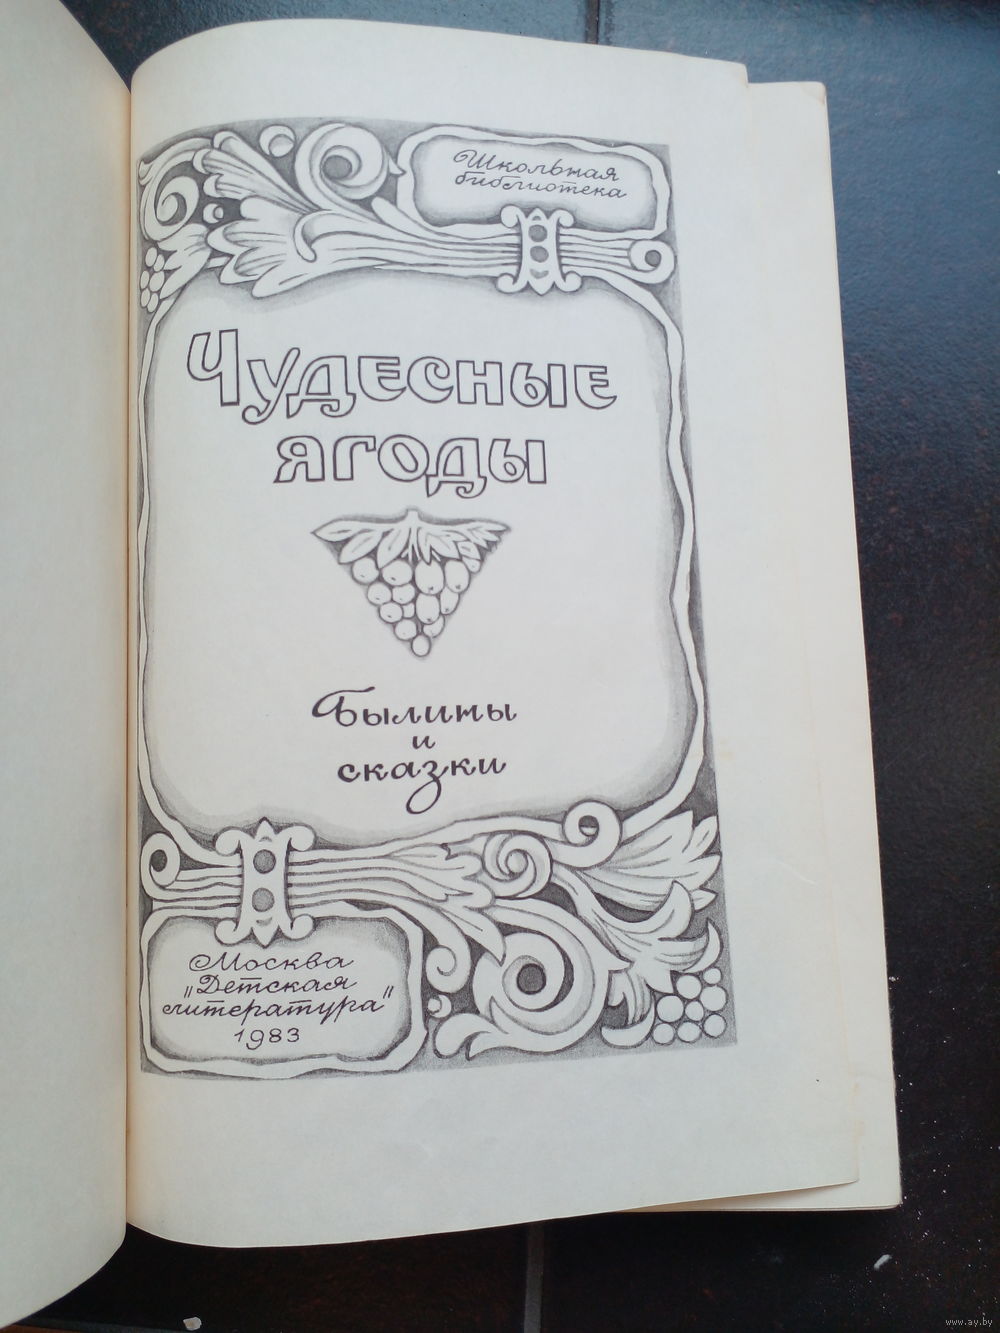 Школьная
библиотека
Чудесные
ягоды
Былины
и
сказки
Москва
"Детская
литература"
1983
www.ay.by